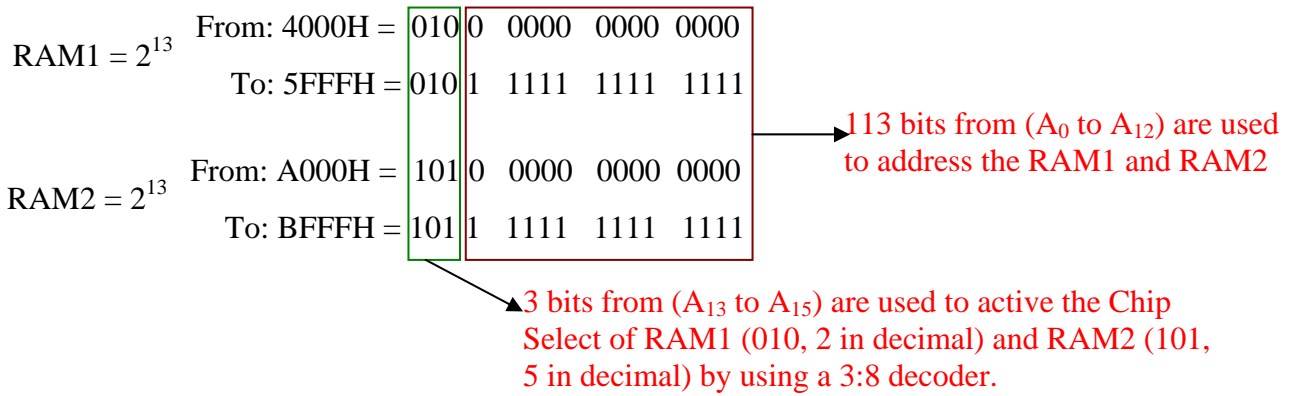 From: 4000H = 010 0 0000 0000 0000
RAM1 = 2^13
To: 5FFFH = 010 1 1111 1111 1111
113 bits from (A₀ to A₁₂) are used
to address the RAM1 and RAM2
From: A000H = 101 0 0000 0000 0000
RAM2 = 2^13
To: BFFFH = 101 1 1111 1111 1111
3 bits from (A₁₃ to A₁₅) are used to active the Chip
Select of RAM1 (010, 2 in decimal) and RAM2 (101,
5 in decimal) by using a 3:8 decoder.